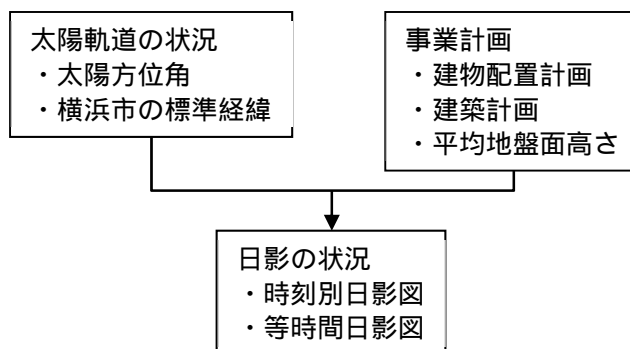 太陽軌道の状況
・太陽方位角
・横浜市の標準経緯
事業計画
・建物配置計画
・建築計画
・平均地盤面高さ
日影の状況
・時刻別日影図
・等時間日影図